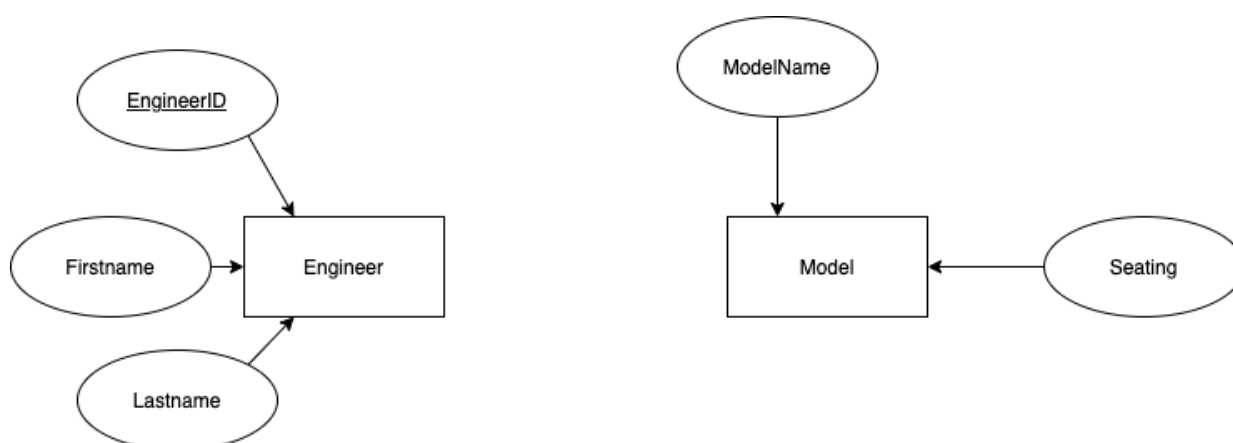 ModelName
EngineerID
Firstname
Engineer
Model
Seating
Lastname